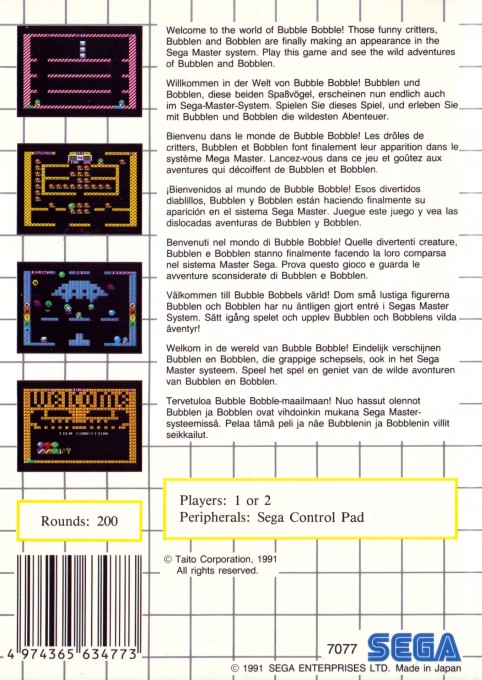 Welcome to the world of Bubble Bobble! Those funny critters,
Bubblen and Bobblen are finally making an appearance in the
Sega Master system. Play this game and see the wild adventures
of Bubblen and Bobblen.
Willkommen in der Welt von Bubble Bobble! Bubblen und
Bobblen, diese beiden Spaßvögel, erscheinen nun endlich auch
im Sega-Master-System. Spielen Sie dieses Spiel, und erleben Sie
mit Bubblen und Bobblen die wildesten Abenteuer.
Bienvenu dans le monde de Bubble Bobble! Les drôles de
critters, Bubblen et Bobblen font finalement leur apparition dans le
système Mega Master. Lancez-vous dans ce jeu et goûtez aux
aventures qui décoiffent de Bubblen et Bobblen.
¡Bienvenidos al mundo de Bubble Bobble! Esos divertidos
diablillos, Bubblen y Bobblen están haciendo finalmente su
aparición en el sistema Sega Master. Juegue este juego y vea las
dislocadas aventuras de Bubblen y Bobblen.
Benvenuti nel mondo di Bubble Bobble! Quelle divertenti creature,
Bubblen e Bobblen stanno finalmente facendo la loro comparsa
nel sistema Master Sega. Prova questo gioco e guarda le
avventure sconsiderate di Bubblen e Bobblen.
Välkommen till Bubble Bobbels värld! Dom små lustiga figurerna
Bubblen och Bobblen har nu äntligen gjort entré i Segas Master
System. Sätt igång spelet och upplev Bubblen och Bobblens vilda
äventyr!
Welkom in de wereld van Bubble Bobble! Eindelijk verschijnen
Bubblen en Bobblen, die grappige schepsels, ook in het Sega
Master systeem. Speel het spel en geniet van de wilde avonturen
van Bubblen en Bobblen.
Tervetuloa Bubble Bobble-maailmaan! Nuo hassut olennot
Bubblen ja Bobblen ovat vihdoinkin mukana Sega Master-
systeemissä. Pelaa tämä peli ja näe Bubblenin ja Bobblenin villit
seikkailut.
WELCOME
ITEM CONDITION
Rounds: 200
Players: 1 or 2
Peripherals: Sega Control Pad
© Taito Corporation, 1991
All rights reserved.
4 974365 634773
7077 SEGA
© 1991 SEGA ENTERPRISES LTD. Made in Japan